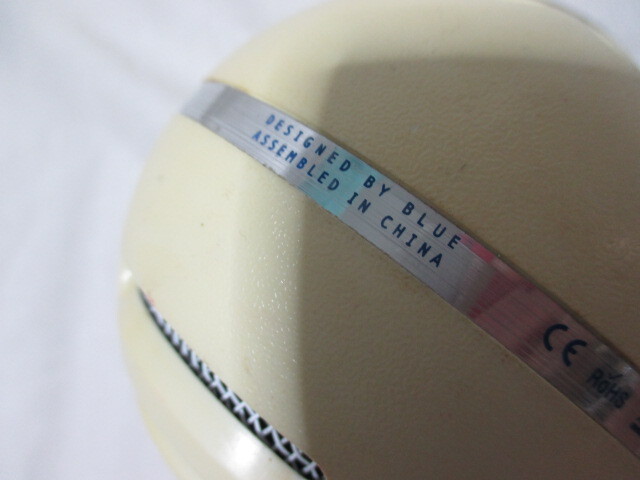 DESIGNED BY BLUE
ASSEMBLED IN CHINA
CE RoHS